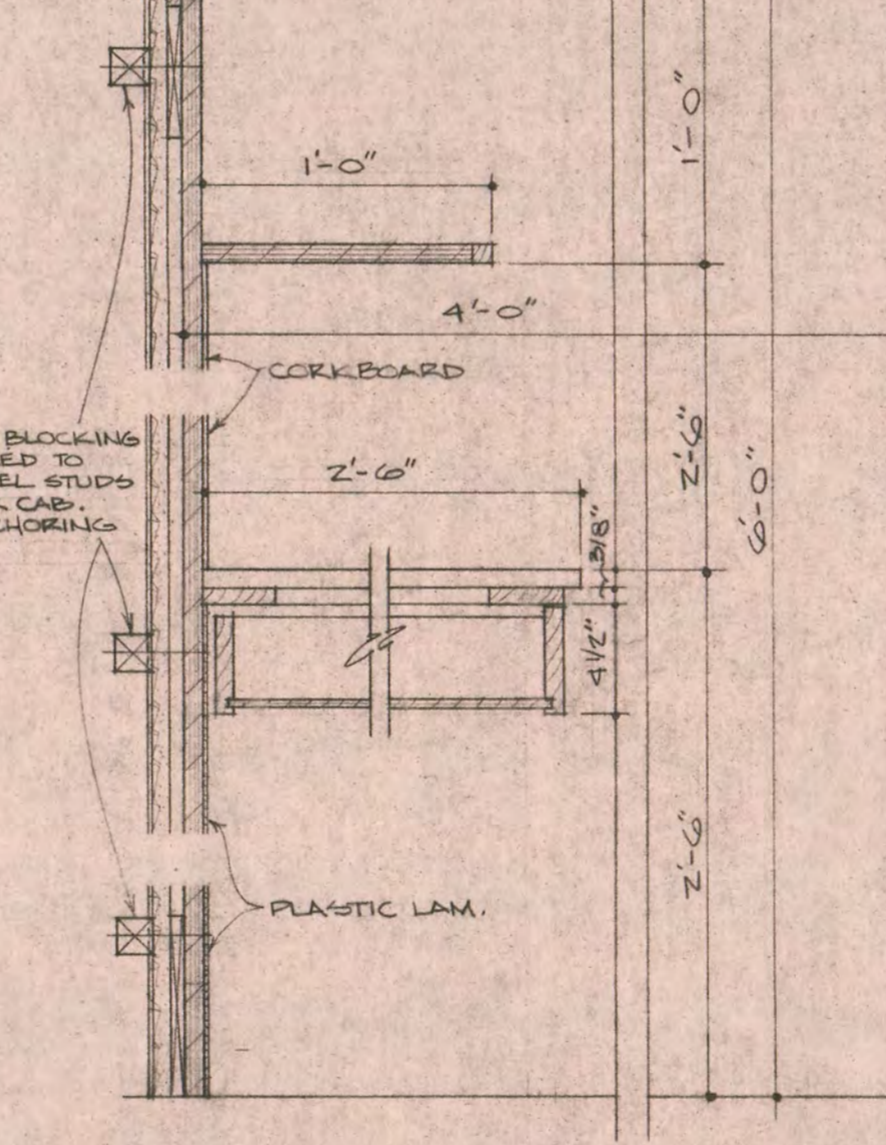 1'-0"
1'-0"
4'-0"
CORKBOARD
BLOCKING
ED TO
EL STUDS
CAB.
HORING
2'-6"
2'-6"
6'-0"
3/8"
4 1/2"
2'-6"
PLASTIC LAM.